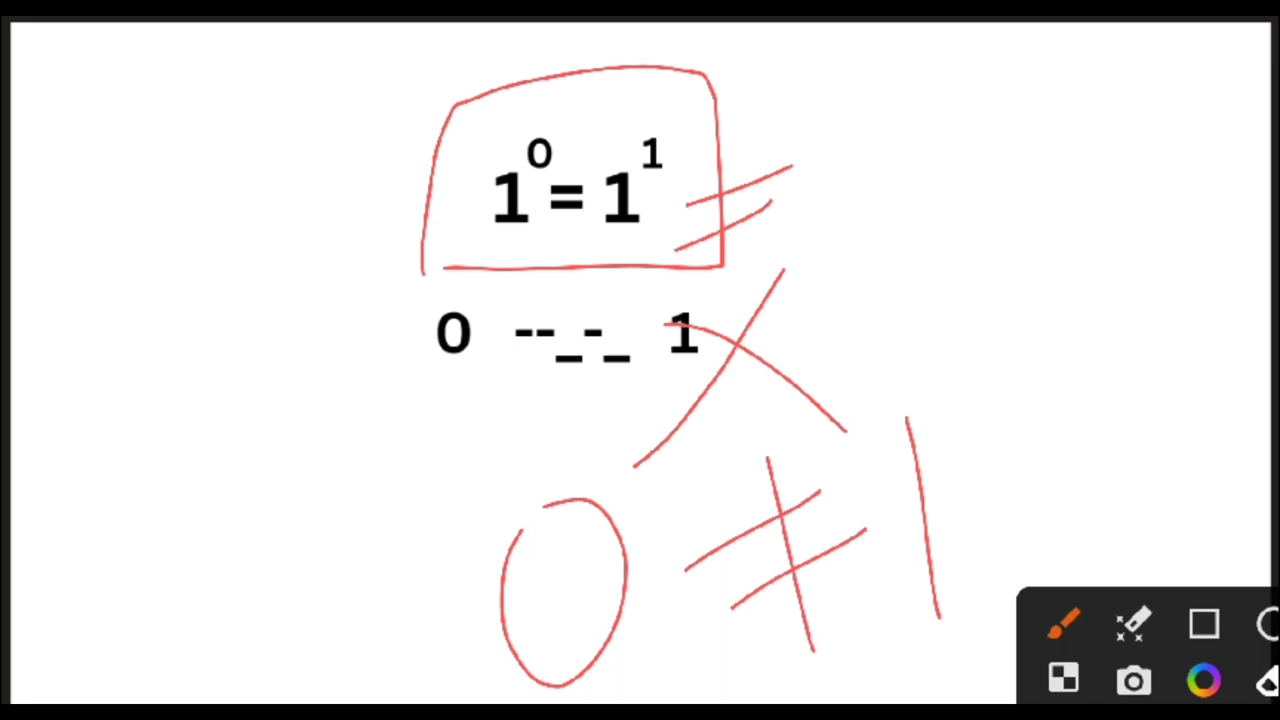 1⁰=1¹
0 --_-_ 1
0 ≠ 1